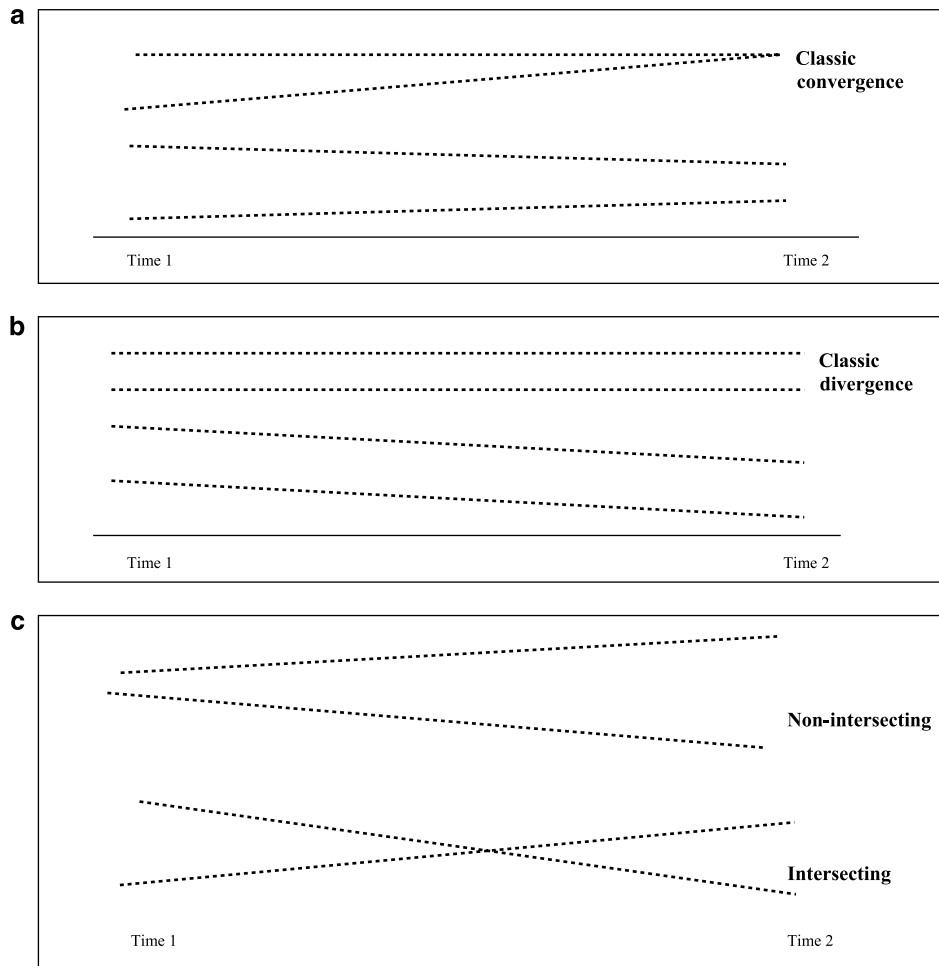 a
Classic
convergence
Time 1 Time 2
b
Classic
divergence
Time 1 Time 2
c
Non-intersecting
Intersecting
Time 1 Time 2